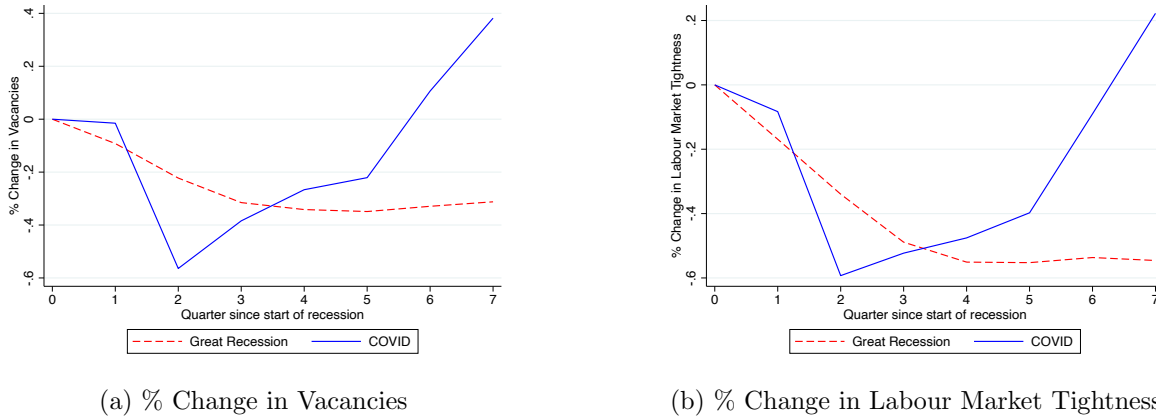 % Change in Vacancies
.4
.2
0
-.2
-.4
-.6
0 1 2 3 4 5 6 7
Quarter since start of recession
Great Recession COVID
(a) % Change in Vacancies
% Change in Labour Market Tightness
.2
0
-.2
-.4
-.6
0 1 2 3 4 5 6 7
Quarter since start of recession
Great Recession COVID
(b) % Change in Labour Market Tightness